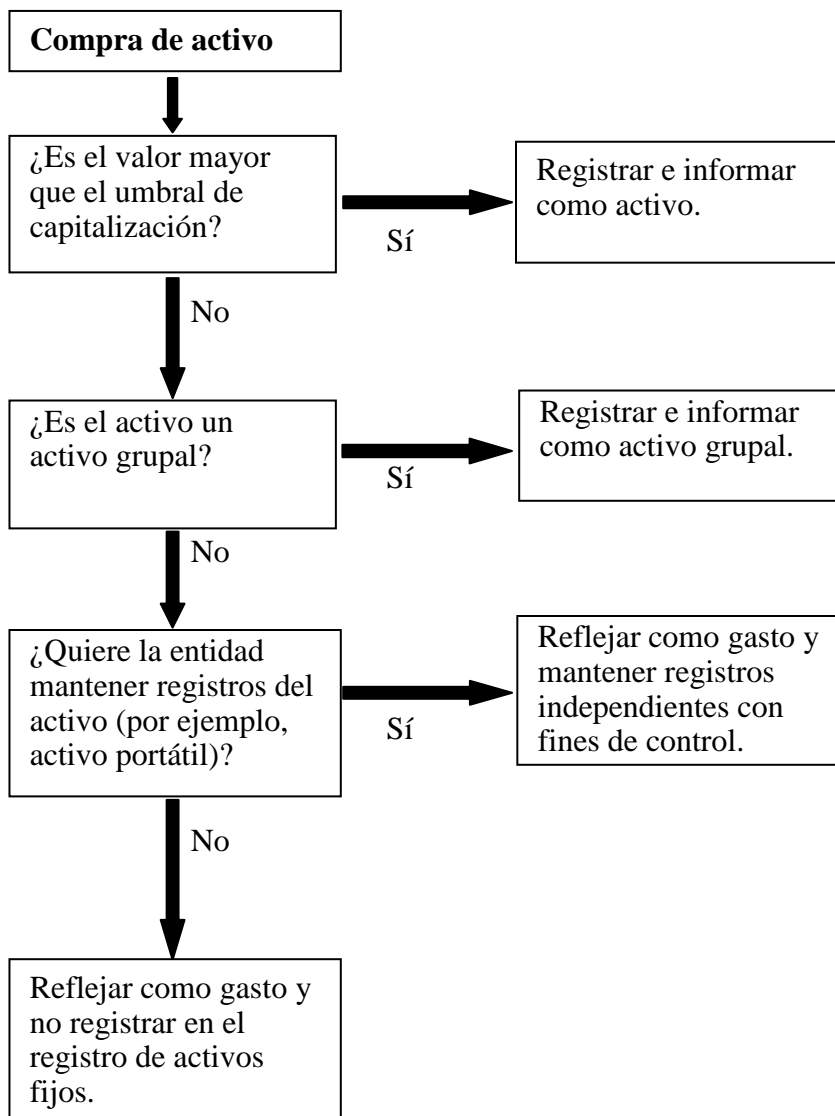 Compra de activo
¿Es el valor mayor
que el umbral de
capitalización?
Sí
Registrar e informar
como activo.
No
¿Es el activo un
activo grupal?
Sí
Registrar e informar
como activo grupal.
No
¿Quiere la entidad
mantener registros del
activo (por ejemplo,
activo portátil)?
Sí
Reflejar como gasto y
mantener registros
independientes con
fines de control.
No
Reflejar como gasto y
no registrar en el
registro de activos
fijos.